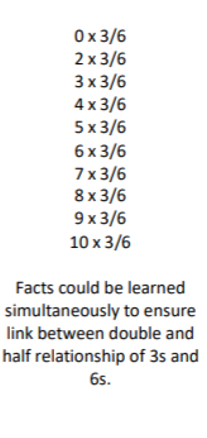 0 x 3/6
2 x 3/6
3 x 3/6
4 x 3/6
5 x 3/6
6 x 3/6
7 x 3/6
8 x 3/6
9 x 3/6
10 x 3/6
Facts could be learned
simultaneously to ensure
link between double and
half relationship of 3s and
6s.